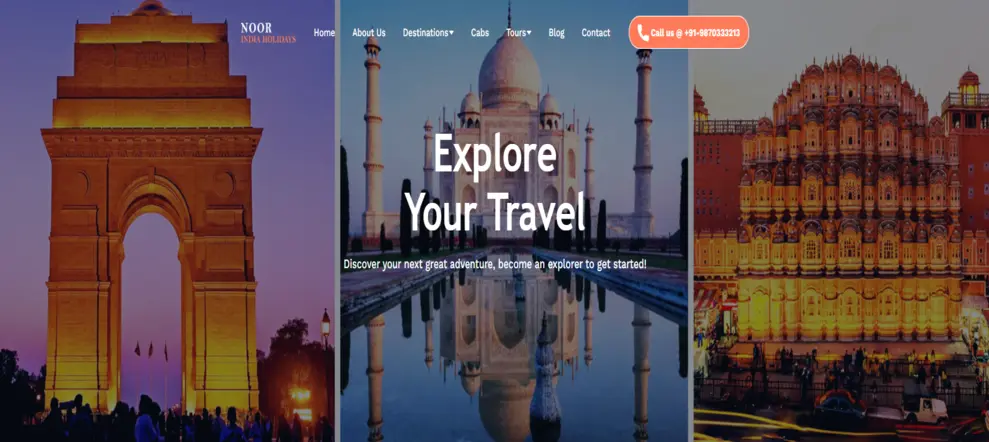 NOOR
INDIA HOLIDAYS
Home About Us Destinations Cabs Tours Blog Contact Call us @ +91-9870333213
Explore
Your Travel
Discover your next great adventure, become an explorer to get started!